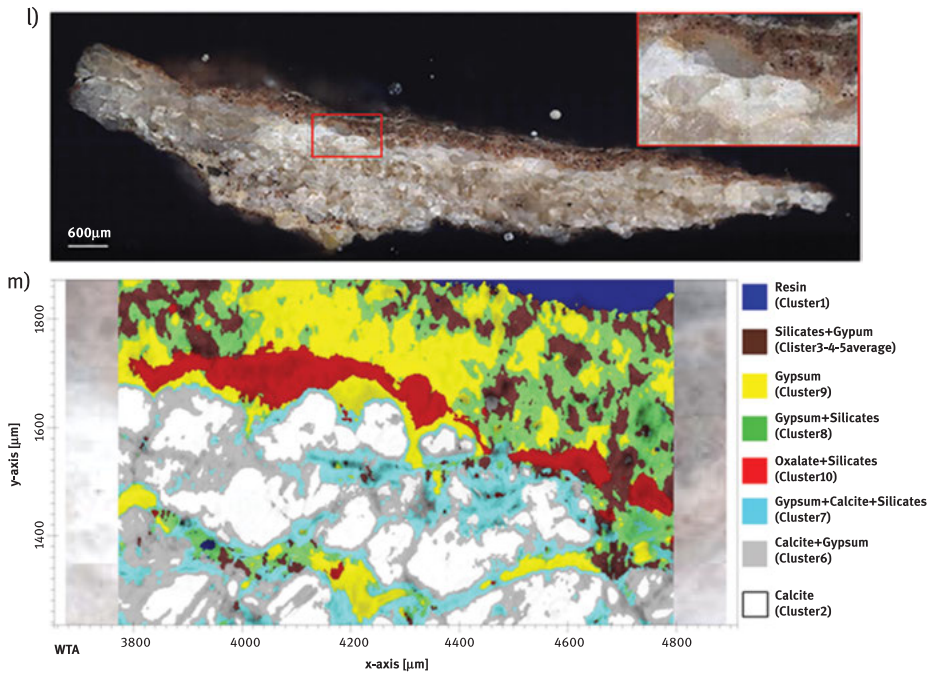 l)
600μm
m)
1800
1600
1400
y-axis [μm]
3800
4000
4200
4400
4600
4800
WTA
x-axis [μm]
Resin
(Cluster1)
Silicates+Gypum
(Clister3-4-5average)
Gypsum
(Cluster9)
Gypsum+Silicates
(Cluster8)
Oxalate+Silicates
(Cluster10)
Gypsum+Calcite+Silicates
(Cluster7)
Calcite+Gypsum
(Cluster6)
Calcite
(Cluster2)